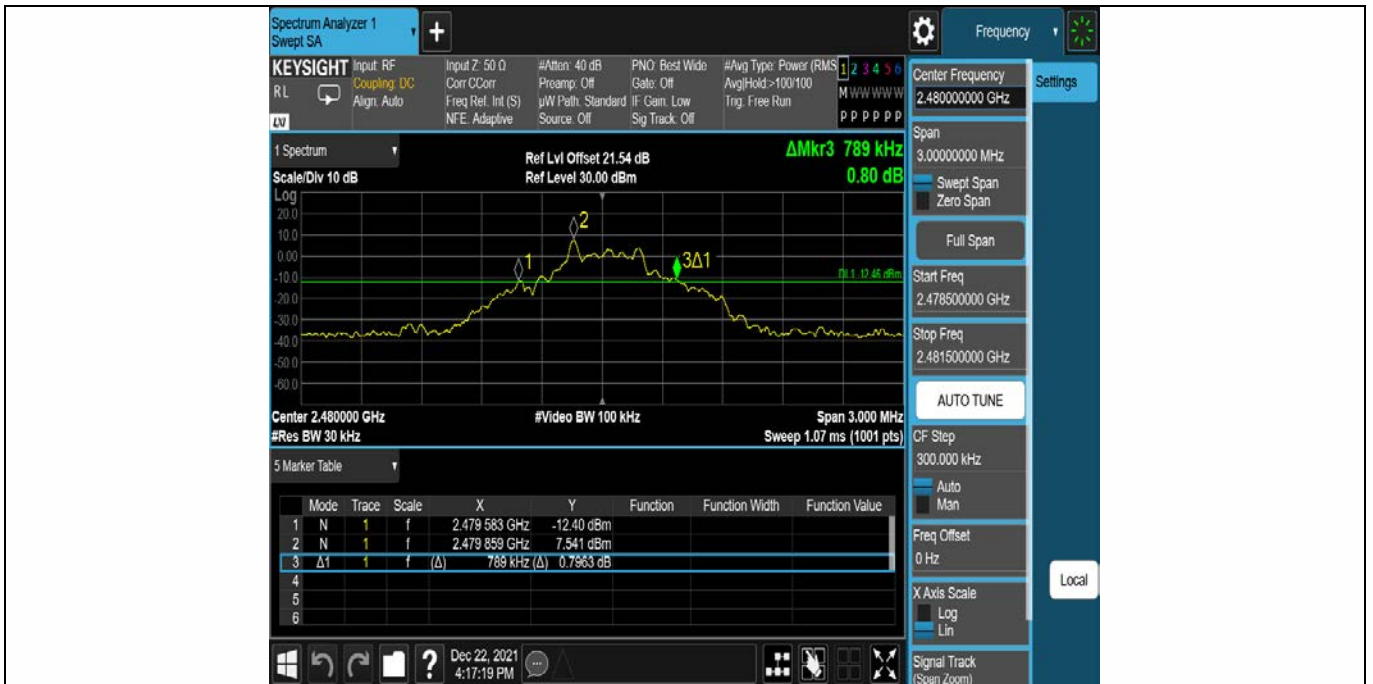 Spectrum Analyzer 1
Swept SA
+
Frequency
KEYSIGHT
RL
LV
Input: RF
Coupling: DC
Align: Auto
Input Z: 50 Ω
Corr CCorr
Freq Ref: Int (S)
NFE: Adaptive
#Atten: 40 dB
Preamp: Off
µW Path: Standard
Source: Off
PNO: Best Wide
Gate: Off
IF Gain: Low
Sig Track: Off
#Avg Type: Power (RMS
Avg|Hold:>100/100
Trig: Free Run
1 2 3 4 5 6
M W W W W W
P P P P P P
1 Spectrum
Scale/Div 10 dB
Ref Lvl Offset 21.54 dB
Ref Level 30.00 dBm
ΔMkr3 789 kHz
0.80 dB
Log
20.0
10.0
0.00
-10.0
-20.0
-30.0
-40.0
-50.0
-60.0
1
2
3Δ1
DL1 -12.46 dBm
Center 2.480000 GHz
#Video BW 100 kHz
Span 3.000 MHz
#Res BW 30 kHz
Sweep 1.07 ms (1001 pts)
5 Marker Table
Mode Trace Scale X Y Function Function Width Function Value
1 N 1 f 2.479 583 GHz -12.40 dBm
2 N 1 f 2.479 859 GHz 7.541 dBm
3 Δ1 1 f (Δ) 789 kHz (Δ) 0.7963 dB
4
5
6
?
Dec 22, 2021
4:17:19 PM
Center Frequency
2.480000000 GHz
Settings
Span
3.00000000 MHz
Swept Span
Zero Span
Full Span
Start Freq
2.478500000 GHz
Stop Freq
2.481500000 GHz
AUTO TUNE
CF Step
300.000 kHz
Auto
Man
Freq Offset
0 Hz
X Axis Scale
Log
Lin
Local
Signal Track
(Span Zoom)